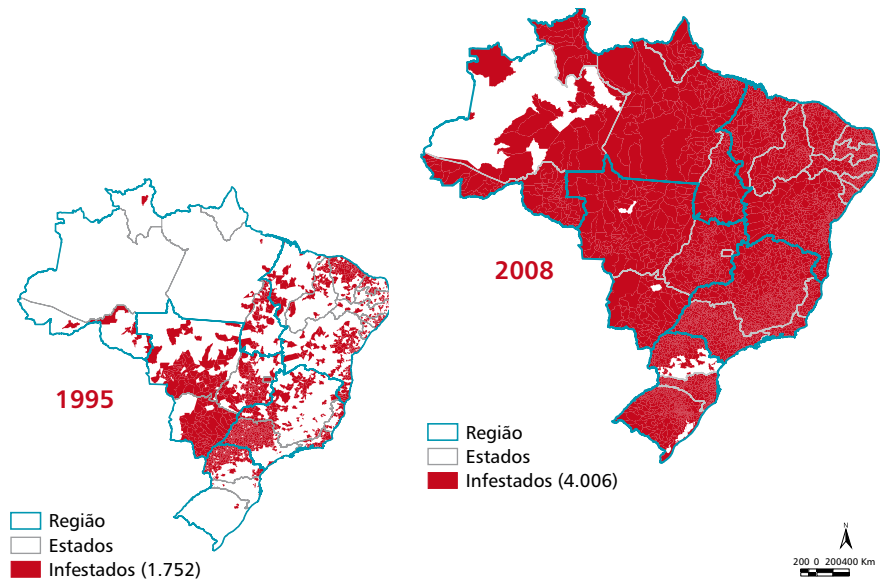 1995
Região
Estados
Infestados (1.752)
2008
Região
Estados
Infestados (4.006)
N
200 0 200400 Km